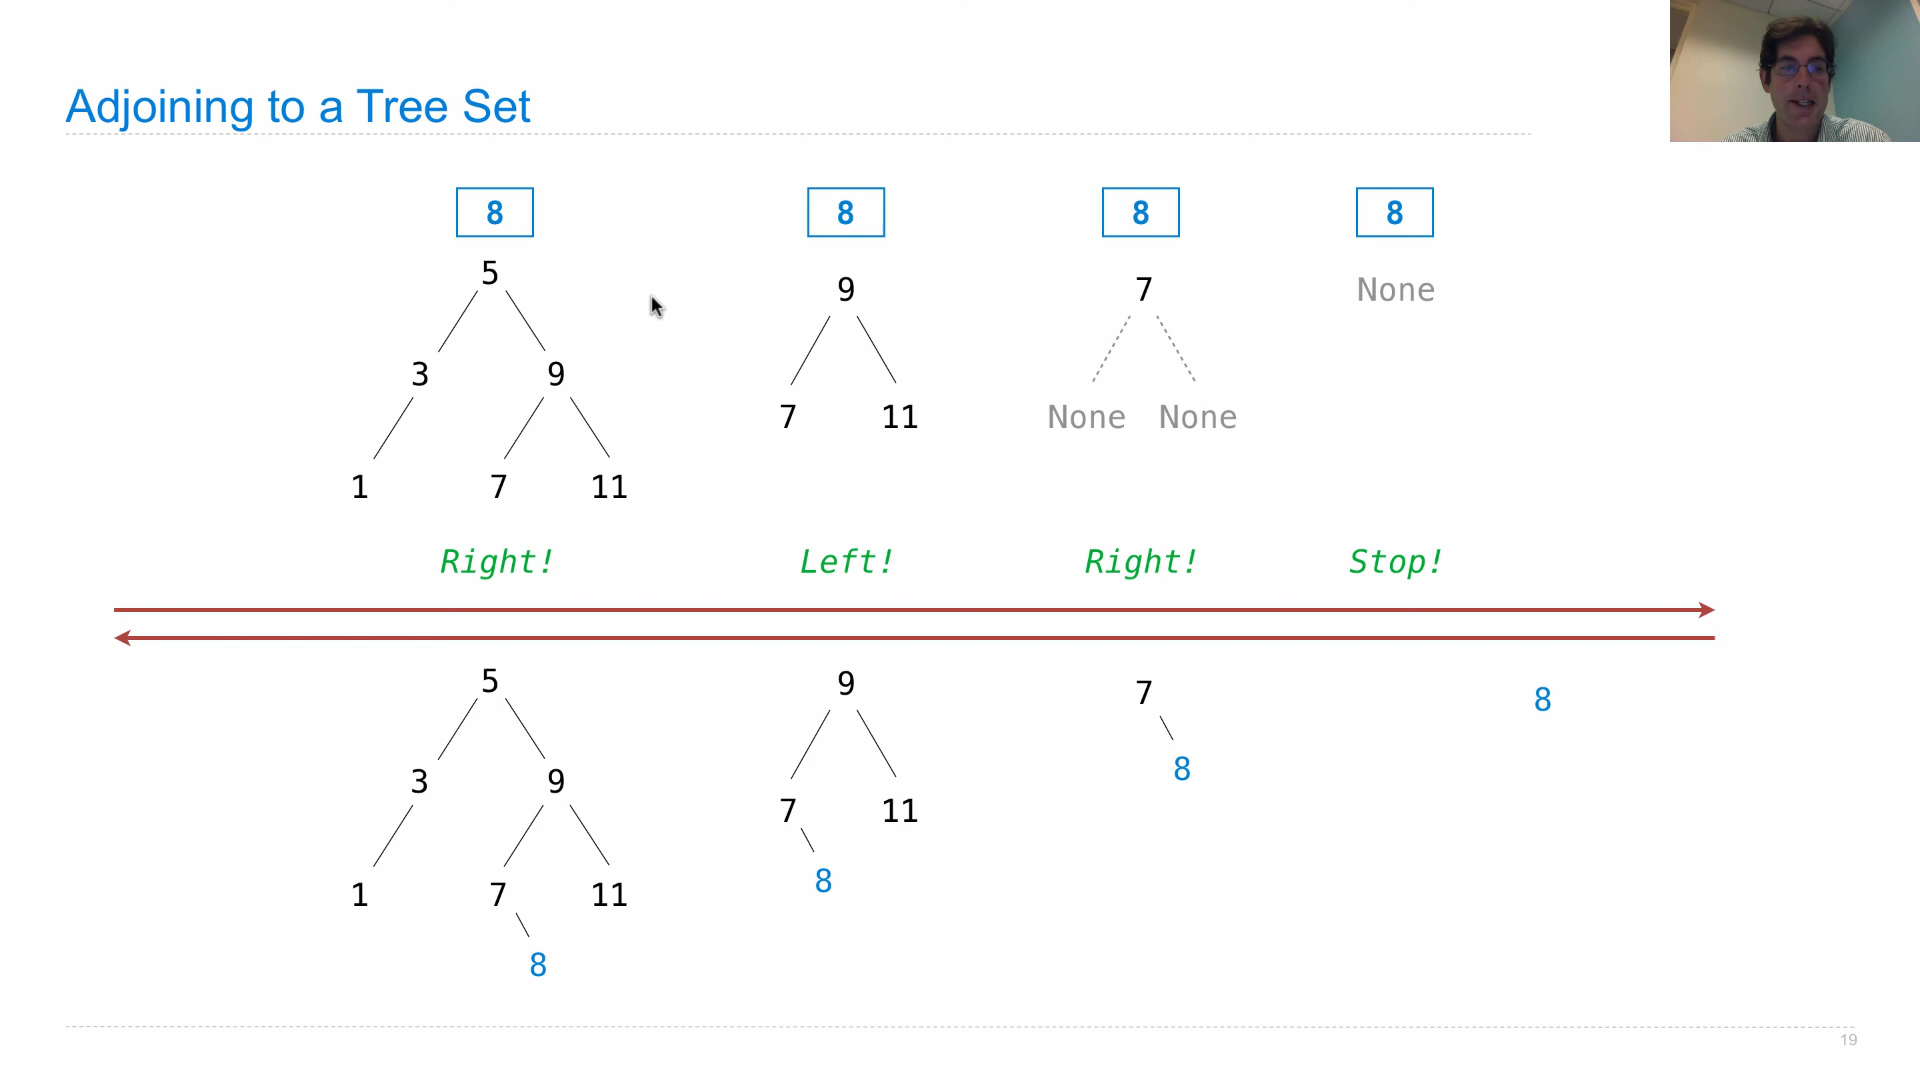 Adjoining to a Tree Set
8 8 8 8
5 9 7 None
3 9
7 11 None None
1 7 11
Right! Left! Right! Stop!
5 9 7 8
3 9 8
7 11
1 7 11 8
8
19